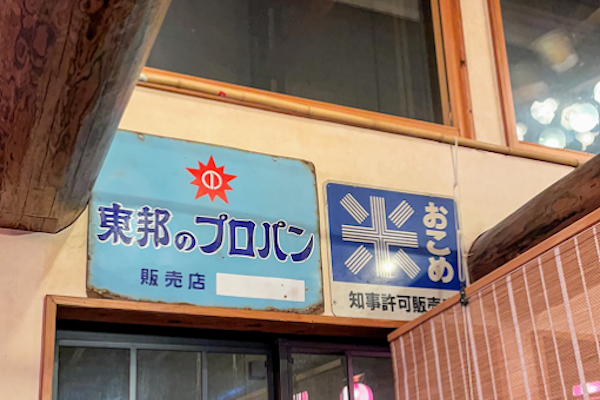 東邦のプロパン
販売店
米
おこめ
知事許可販売